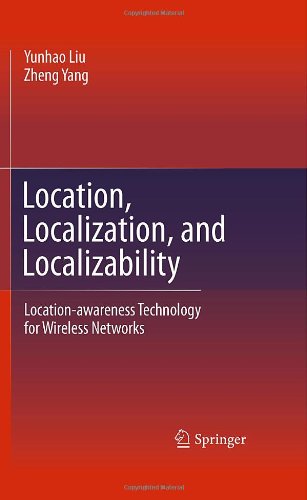 Yunhao Liu
Zheng Yang
Location,
Localization, and
Localizability
Location-awareness Technology
for Wireless Networks
Springer